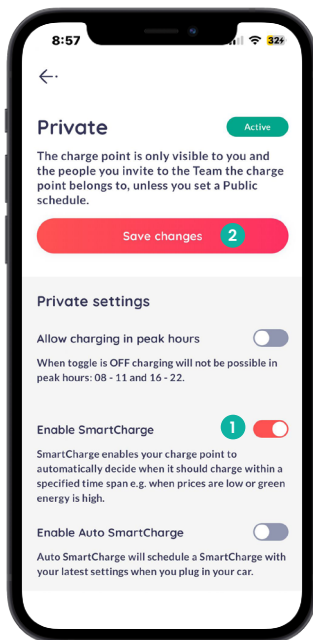 8:57
32
Private
Active
The charge point is only visible to you and
the people you invite to the Team the charge
point belongs to, unless you set a Public
schedule.
Save changes 2
Private settings
Allow charging in peak hours
When toggle is OFF charging will not be possible in
peak hours: 08 - 11 and 16 - 22.
Enable SmartCharge 1
SmartCharge enables your charge point to
automatically decide when it should charge within a
specified time span e.g. when prices are low or green
energy is high.
Enable Auto SmartCharge
Auto SmartCharge will schedule a SmartCharge with
your latest settings when you plug in your car.